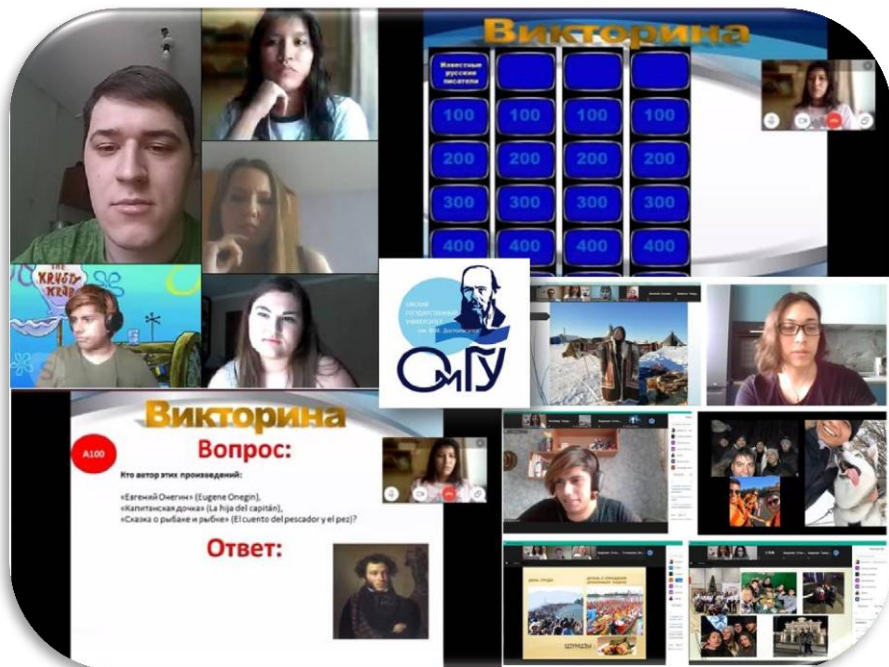 Викторина
Известные
русские
писатели
100 100 100 100
200 200 200 200
300 300 300 300
400 400 400 400
THE
KRUSTY
KRAB
ОМСКИЙ
ГОСУДАРСТВЕННЫЙ
УНИВЕРСИТЕТ
им. Ф.М. Достоевского
ОмГУ
Викторина
A100
Вопрос:
Кто автор этих произведений:
«Евгений Онегин» (Eugene Onegin),
«Капитанская дочка» (La hija del capitán),
«Сказка о рыбаке и рыбке» (El cuento del pescador y el pez)?
Ответ: